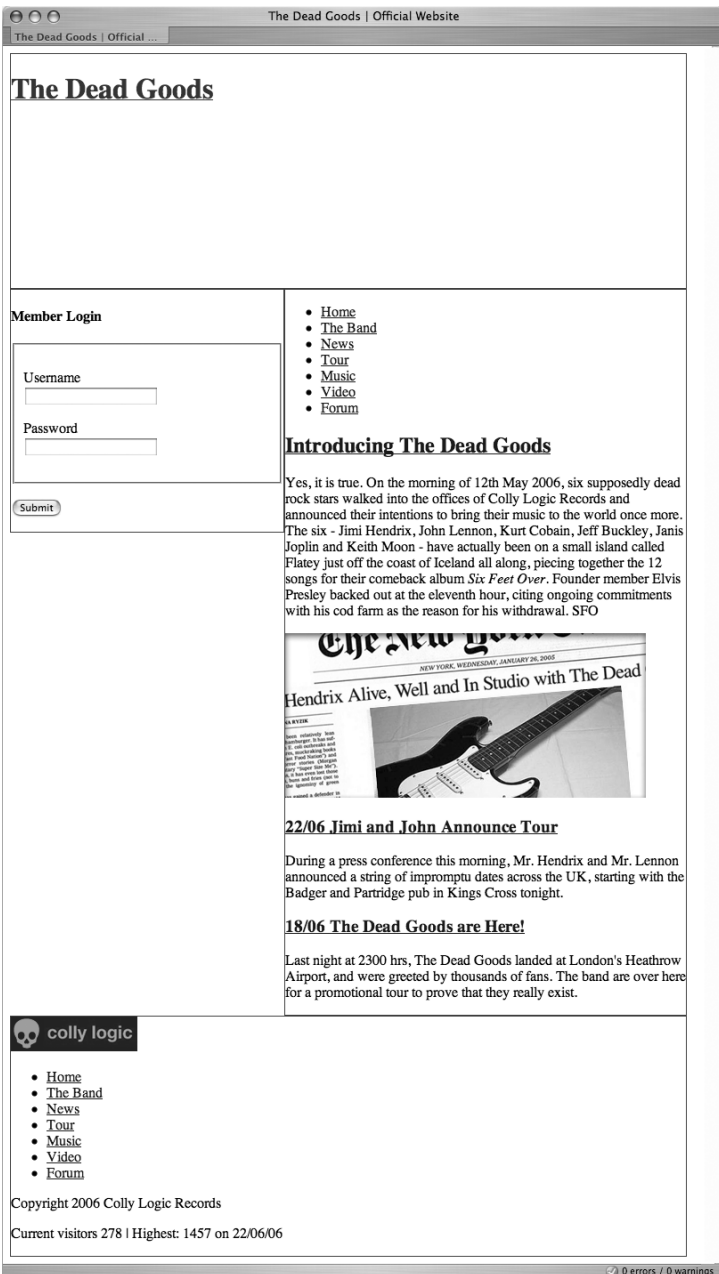 The Dead Goods | Official Website
The Dead Goods | Official ...
The Dead Goods
Member Login
Username
Password
Submit
Home
The Band
News
Tour
Music
Video
Forum
Introducing The Dead Goods
Yes, it is true. On the morning of 12th May 2006, six supposedly dead
rock stars walked into the offices of Colly Logic Records and
announced their intentions to bring their music to the world once more.
The six - Jimi Hendrix, John Lennon, Kurt Cobain, Jeff Buckley, Janis
Joplin and Keith Moon - have actually been on a small island called
Flatey just off the coast of Iceland all along, piecing together the 12
songs for their comeback album Six Feet Over. Founder member Elvis
Presley backed out at the eleventh hour, citing ongoing commitments
with his cod farm as the reason for his withdrawal. SFO
The New York
NEW YORK, WEDNESDAY, JANUARY 26, 2005
Hendrix Alive, Well and In Studio with The Dead
22/06 Jimi and John Announce Tour
During a press conference this morning, Mr. Hendrix and Mr. Lennon
announced a string of impromptu dates across the UK, starting with the
Badger and Partridge pub in Kings Cross tonight.
18/06 The Dead Goods are Here!
Last night at 2300 hrs, The Dead Goods landed at London's Heathrow
Airport, and were greeted by thousands of fans. The band are over here
for a promotional tour to prove that they really exist.
colly logic
Home
The Band
News
Tour
Music
Video
Forum
Copyright 2006 Colly Logic Records
Current visitors 278 | Highest: 1457 on 22/06/06
0 errors / 0 warnings